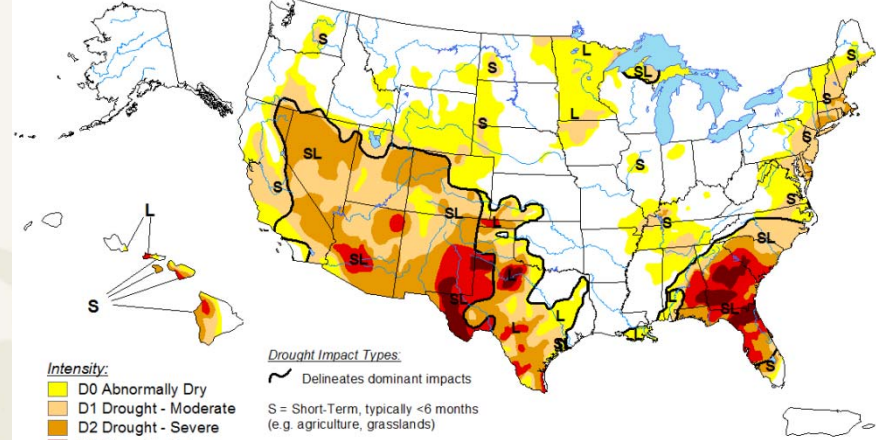 S
L
S
SL
S
L
SL
S
S
S
S
SL
S
S
SL
L
S
S
SL
L
SL
SL
L
SL
L
L
L
SL
L
S
L
S
Intensity:
D0 Abnormally Dry
D1 Drought - Moderate
D2 Drought - Severe
Drought Impact Types:
Delineates dominant impacts
S = Short-Term, typically <6 months
(e.g. agriculture, grasslands)